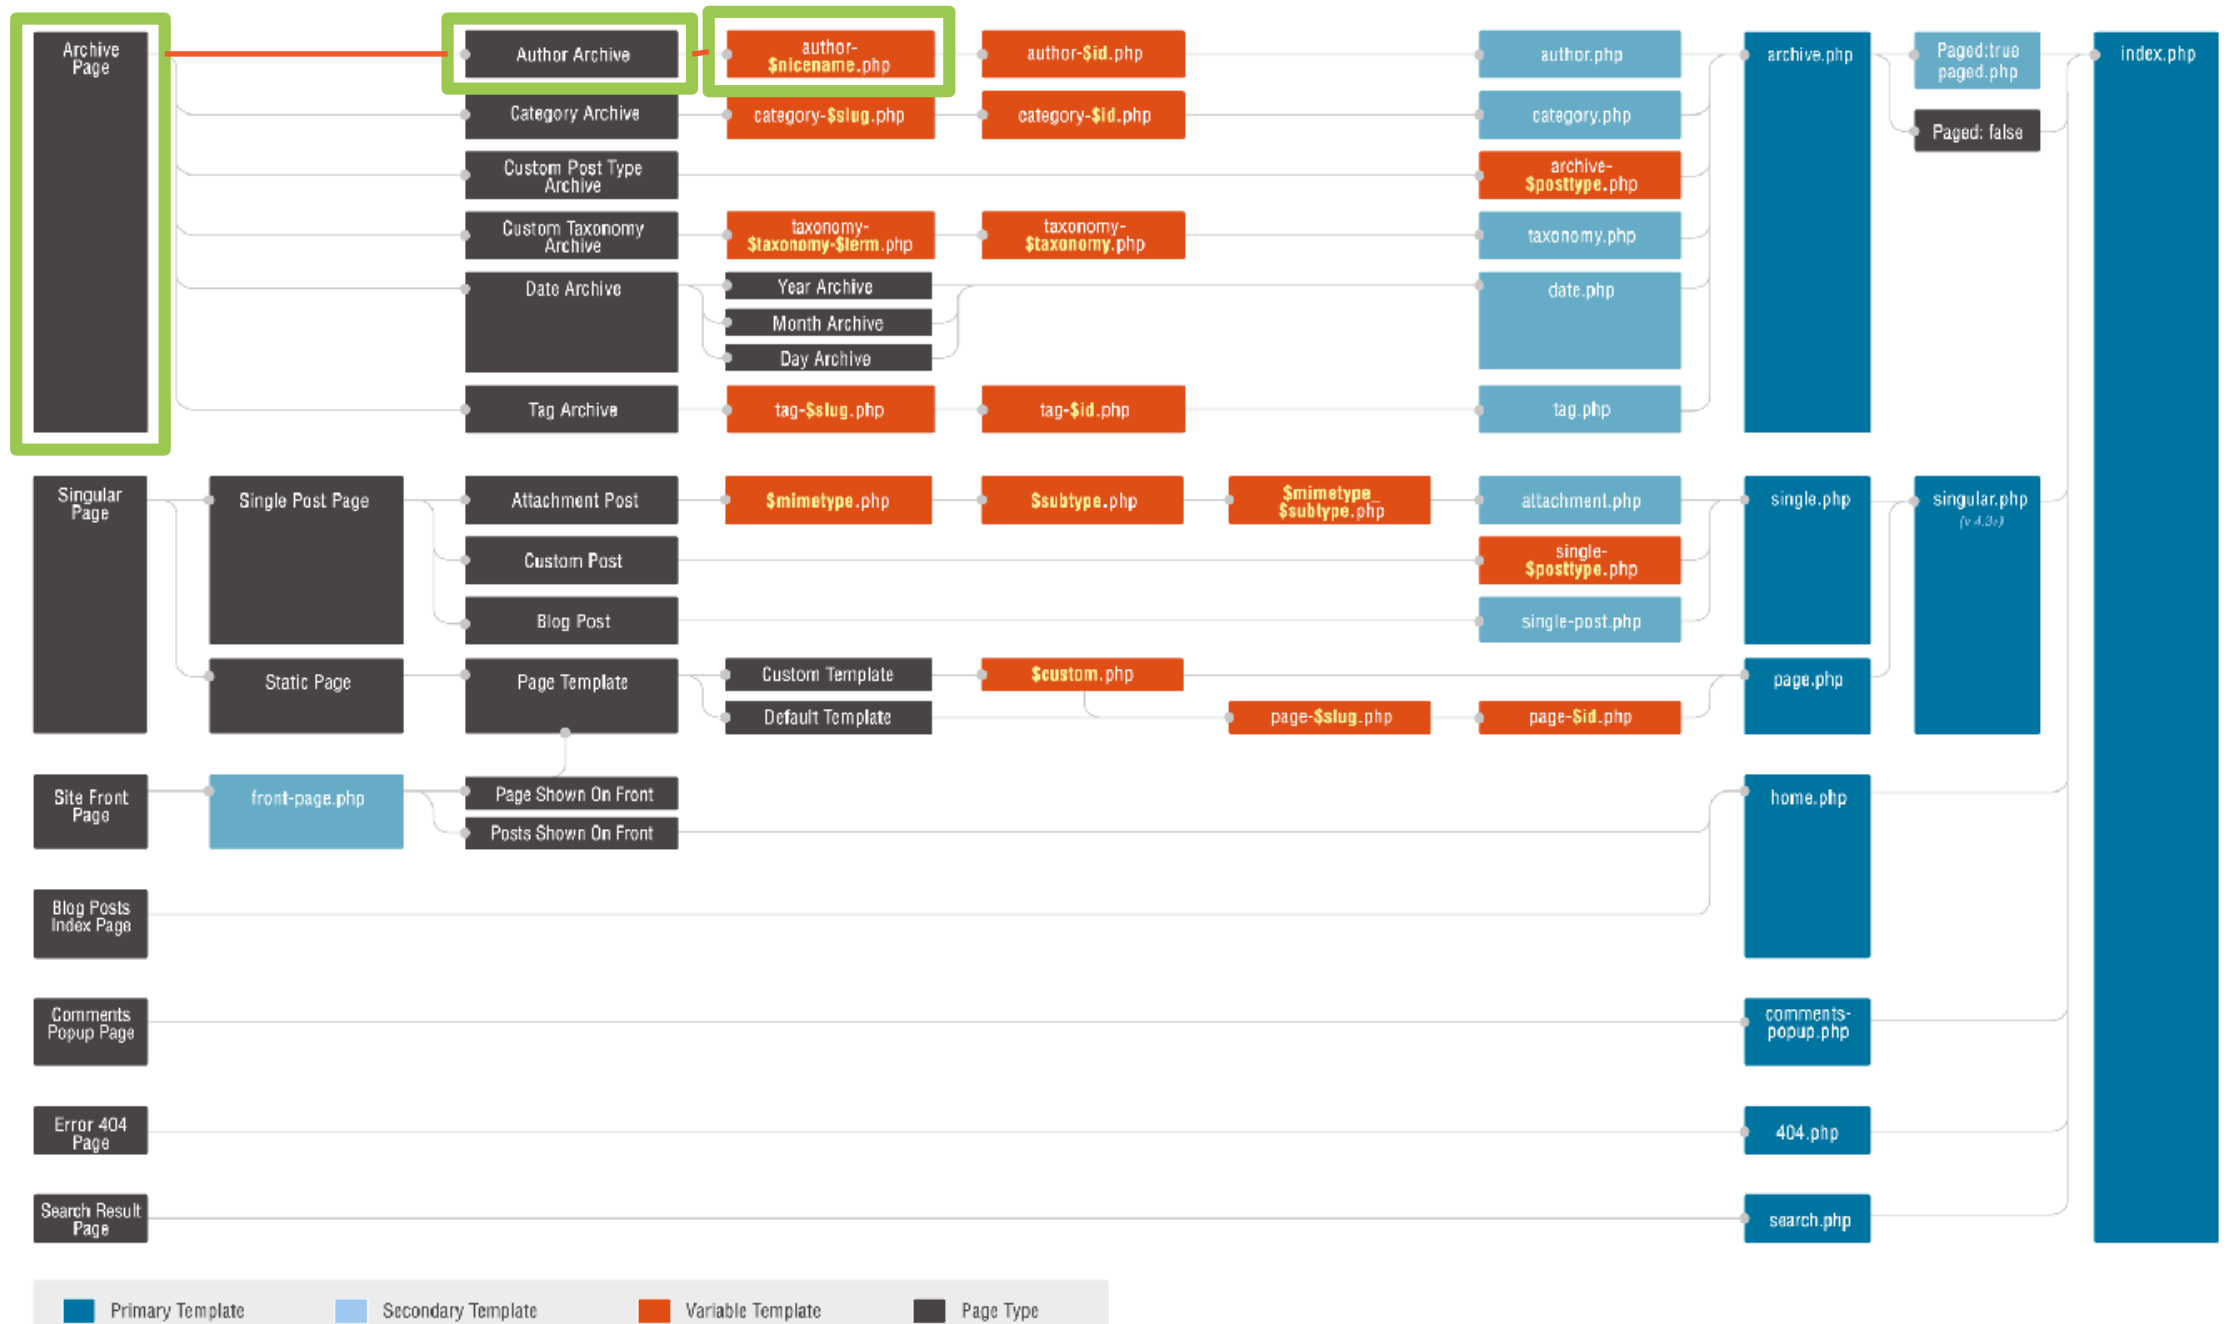 Archive
Page
Author Archive
author-
$nicename.php
author-$id.php
author.php
archive.php
Paged:true
paged.php
index.php
Category Archive
category-$slug.php
category-$id.php
category.php
Paged: false
Custom Post Type
Archive
archive-
$posttype.php
Custom Taxonomy
Archive
taxonomy-
$taxonomy-$term.php
taxonomy-
$taxonomy.php
taxonomy.php
Date Archive
Year Archive
Month Archive
Day Archive
date.php
Tag Archive
tag-$slug.php
tag-$id.php
tag.php
Singular
Page
Single Post Page
Attachment Post
$mimetype.php
$subtype.php
$mimetype_
$subtype.php
attachment.php
single.php
singular.php
Custom Post
single-
$posttype.php
Blog Post
single-post.php
Static Page
Page Template
Custom Template
$custom.php
page.php
Default Template
page-$slug.php
page-$id.php
Site Front
Page
front-page.php
Page Shown On Front
Posts Shown On Front
home.php
Blog Posts
Index Page
Comments
Popup Page
comments-
popup.php
Error 404
Page
404.php
Search Result
Page
search.php
Primary Template
Secondary Template
Variable Template
Page Type